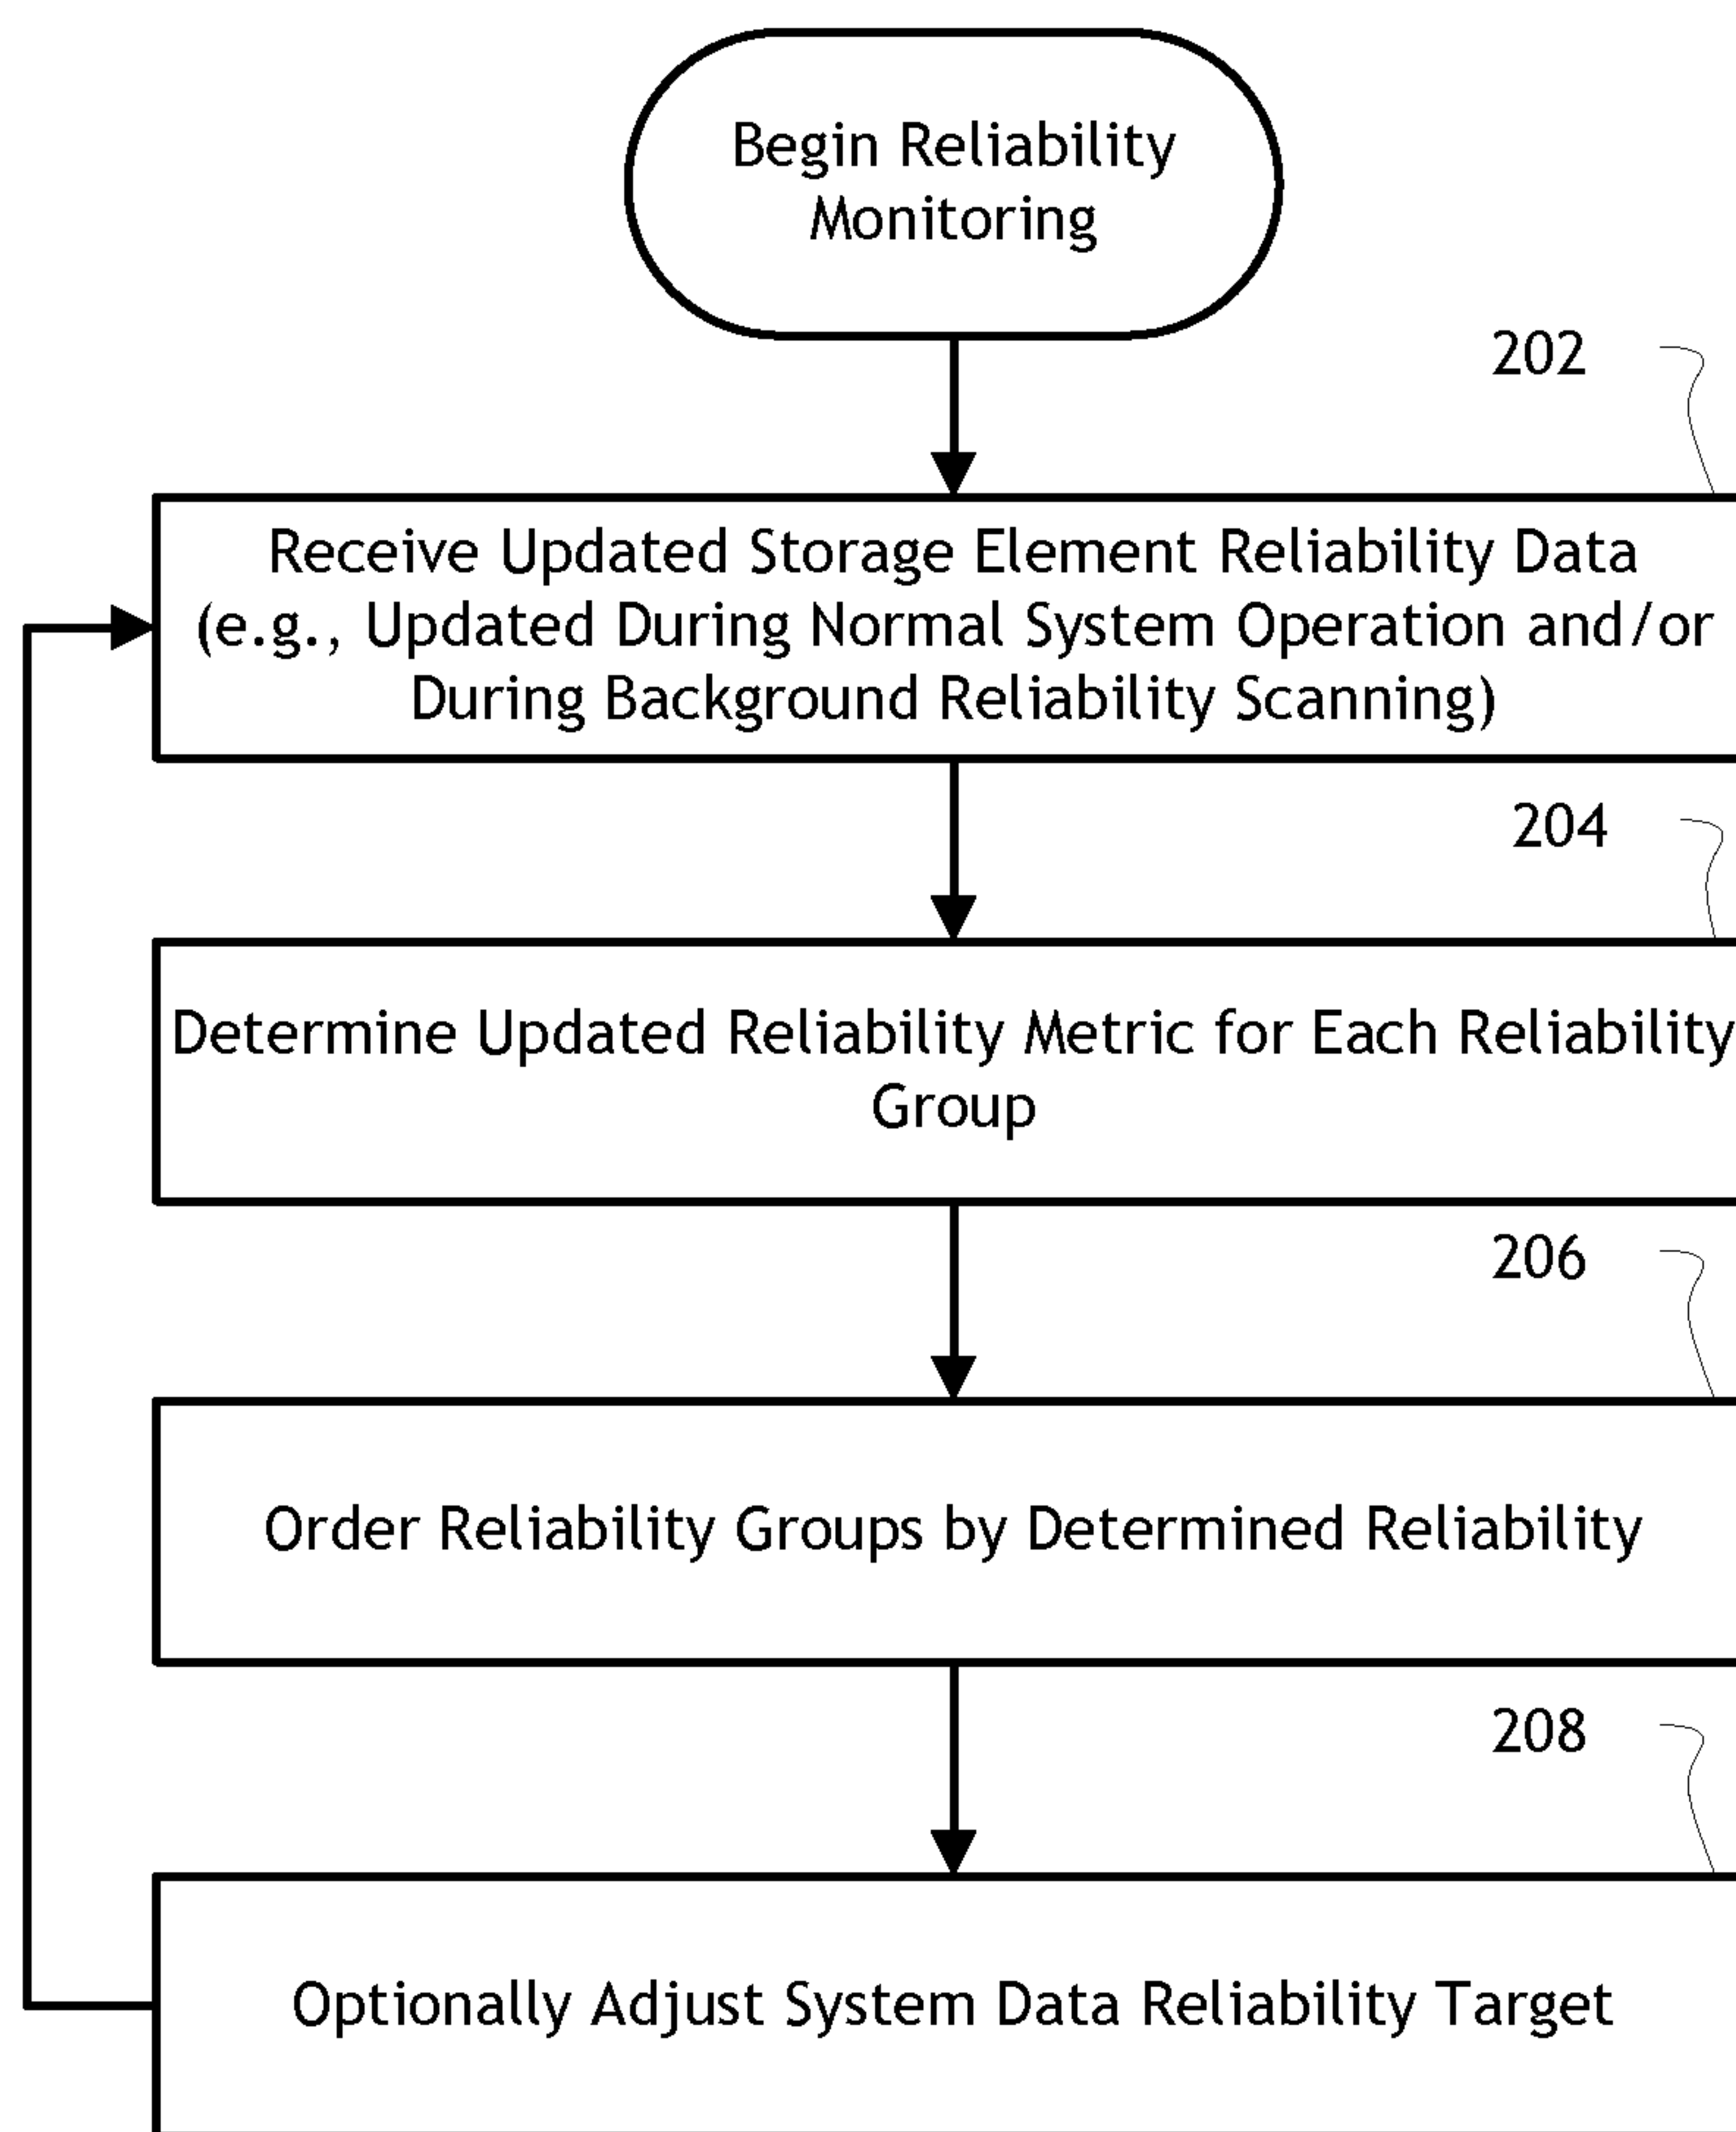 Begin Reliability
Monitoring
202
Receive Updated Storage Element Reliability Data
(e.g., Updated During Normal System Operation and/or
During Background Reliability Scanning)
204
Determine Updated Reliability Metric for Each Reliability
Group
206
Order Reliability Groups by Determined Reliability
208
Optionally Adjust System Data Reliability Target